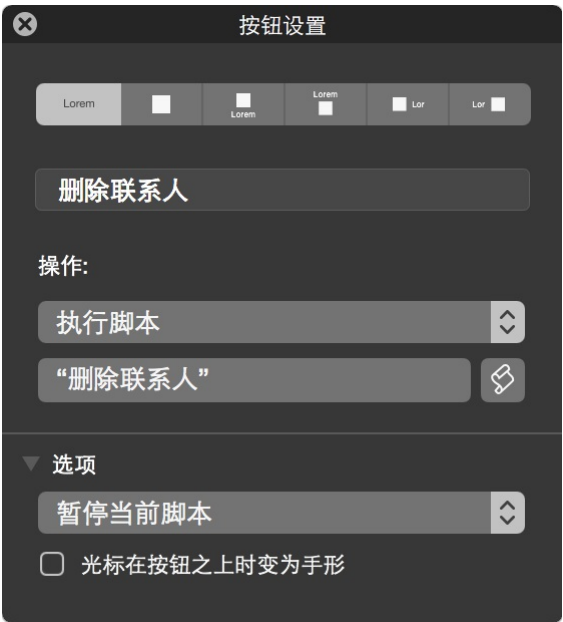 按钮设置
Lorem
Lorem
Lorem
Lor
Lor
删除联系人
操作:
执行脚本
“删除联系人”
选项
暂停当前脚本
光标在按钮之上时变为手形